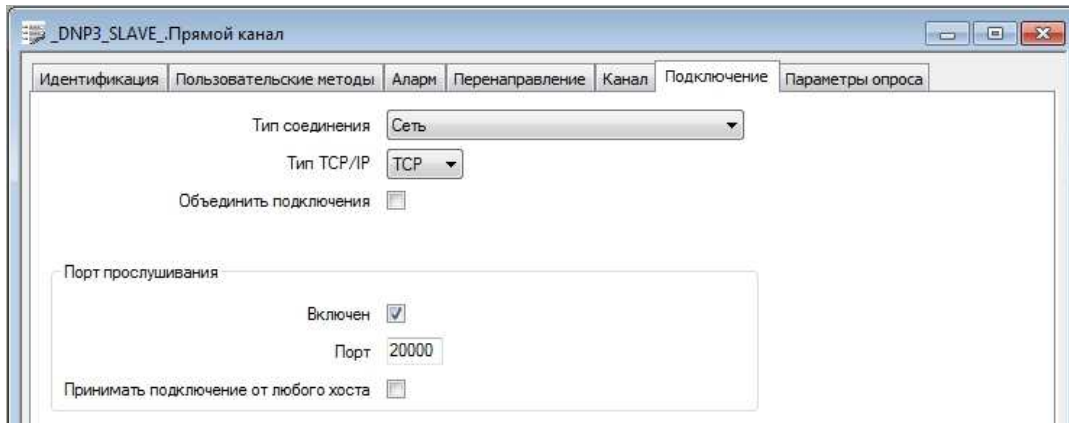 _DNP3_SLAVE_.Прямой канал
Идентификация Пользовательские методы Аларм Перенаправление Канал Подключение Параметры опроса
Тип соединения Сеть
Тип TCP/IP TCP
Объединить подключения
Порт прослушивания
Включен
Порт 20000
Принимать подключение от любого хоста